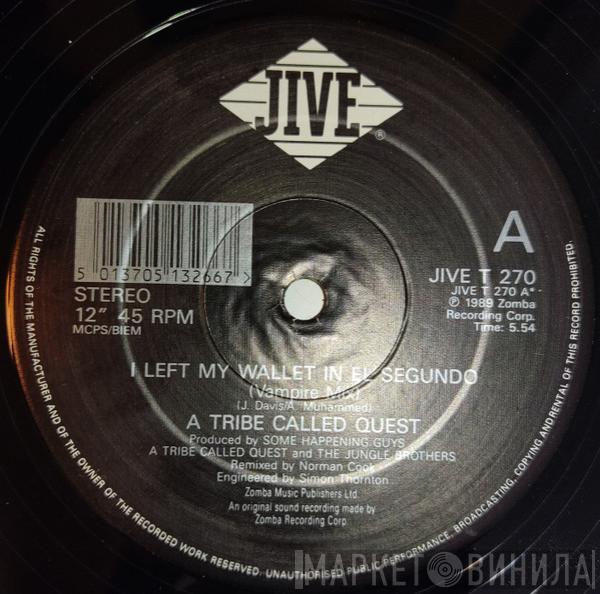 JIVE
®
5 013705 132667 >
STEREO
12" 45 RPM
MCPS/BIEM
A
JIVE T 270
JIVE T 270 A*
℗ 1989 Zomba
Recording Corp.
Time: 5.54
I LEFT MY WALLET IN EL SEGUNDO
(Vampire Mix)
(J. Davis/A. Muhammed)
A TRIBE CALLED QUEST
Produced by SOME HAPPENING GUYS
A TRIBE CALLED QUEST and THE JUNGLE BROTHERS
Remixed by Norman Cook
Engineered by Simon Thornton
Zomba Music Publishers Ltd.
An original sound recording made by
Zomba Recording Corp.
ALL RIGHTS OF THE MANUFACTURER AND OF THE OWNER OF THE RECORDED WORK RESERVED. UNAUTHORISED PUBLIC PERFORMANCE, BROADCASTING, COPYING AND RENTAL OF THIS RECORD PROHIBITED.
МАРКЕТ ВИНИЛА